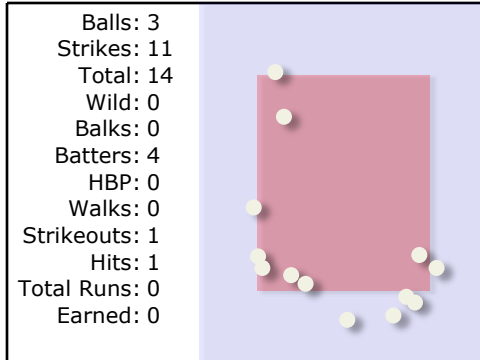 Balls: 3
Strikes: 11
Total: 14
Wild: 0
Balks: 0
Batters: 4
HBP: 0
Walks: 0
Strikeouts: 1
Hits: 1
Total Runs: 0
Earned: 0